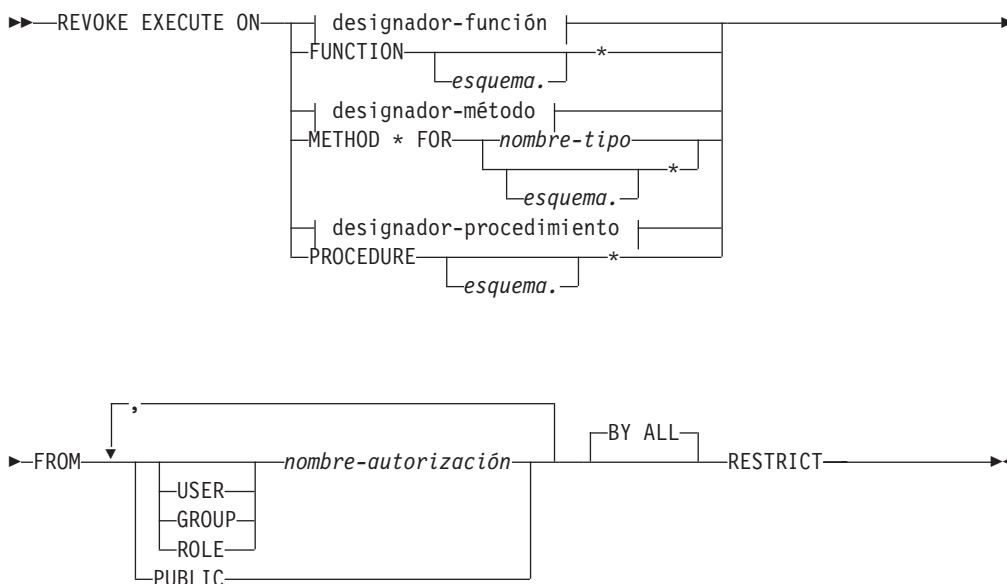 REVOKE EXECUTE ON designador-función
FUNCTION *
esquema.
designador-método
METHOD * FOR nombre-tipo
*
esquema.
designador-procedimiento
PROCEDURE *
esquema.
,
BY ALL
FROM nombre-autorización RESTRICT
USER
GROUP
ROLE
PUBLIC